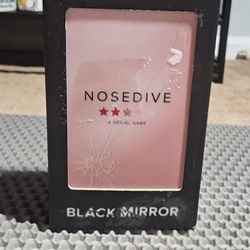 NOSEDIVE
A SOCIAL GAME
BLACK MIRROR